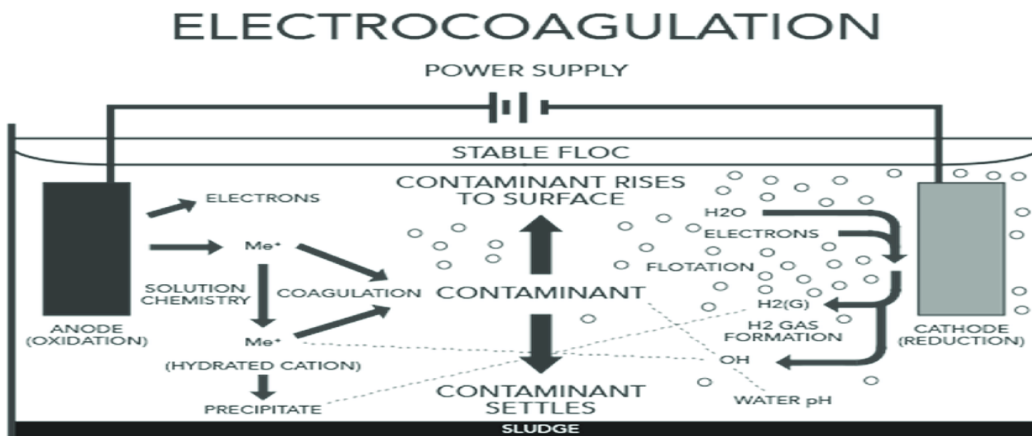 ELECTROCOAGULATION
POWER SUPPLY
STABLE FLOC
CONTAMINANT RISES
TO SURFACE
ELECTRONS
H2O
ELECTRONS
Me⁺
FLOTATION
SOLUTION
CHEMISTRY
COAGULATION
CONTAMINANT
H2(G)
ANODE
(OXIDATION)
H2 GAS
FORMATION
CATHODE
(REDUCTION)
Me⁺
OH
(HYDRATED CATION)
CONTAMINANT
SETTLES
WATER pH
PRECIPITATE
SLUDGE